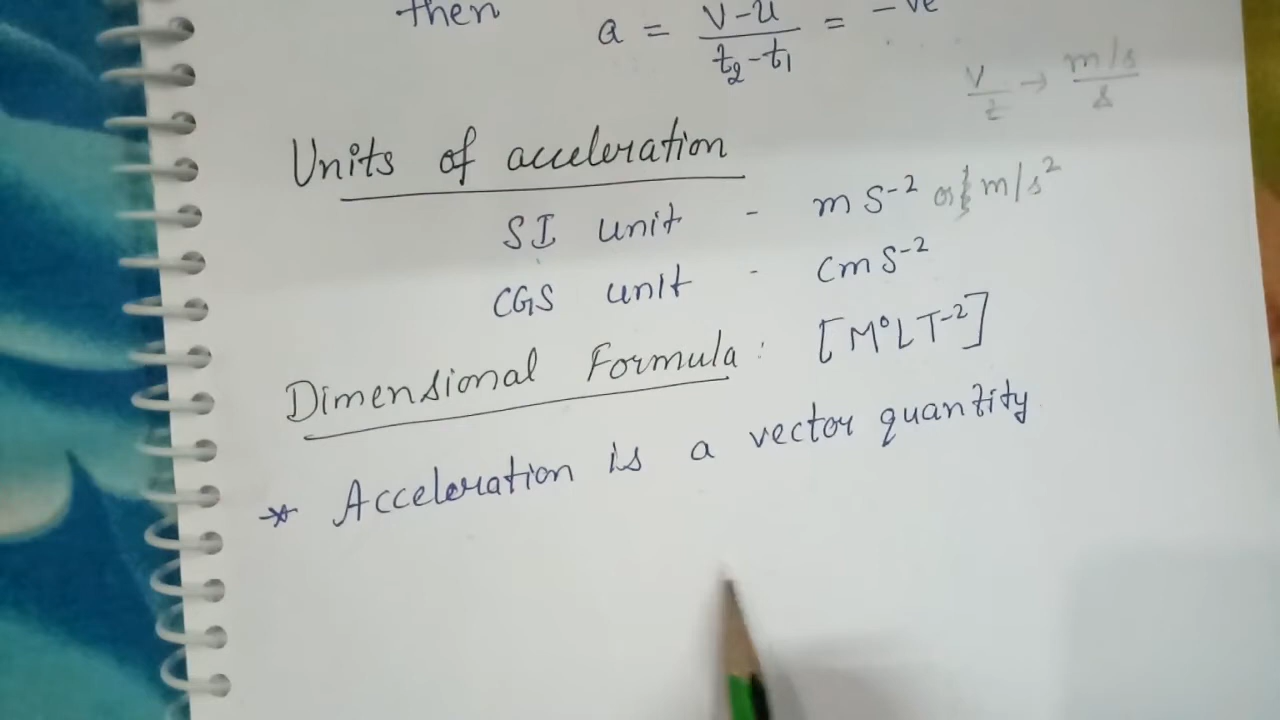 then a = v-u / t₂-t₁ = -ve
v/t → m/s / s
Units of acceleration
SI unit - m s⁻² or m/s²
CGS unit - cm s⁻²
Dimensional Formula : [M⁰LT⁻²]
* Acceleration is a vector quantity